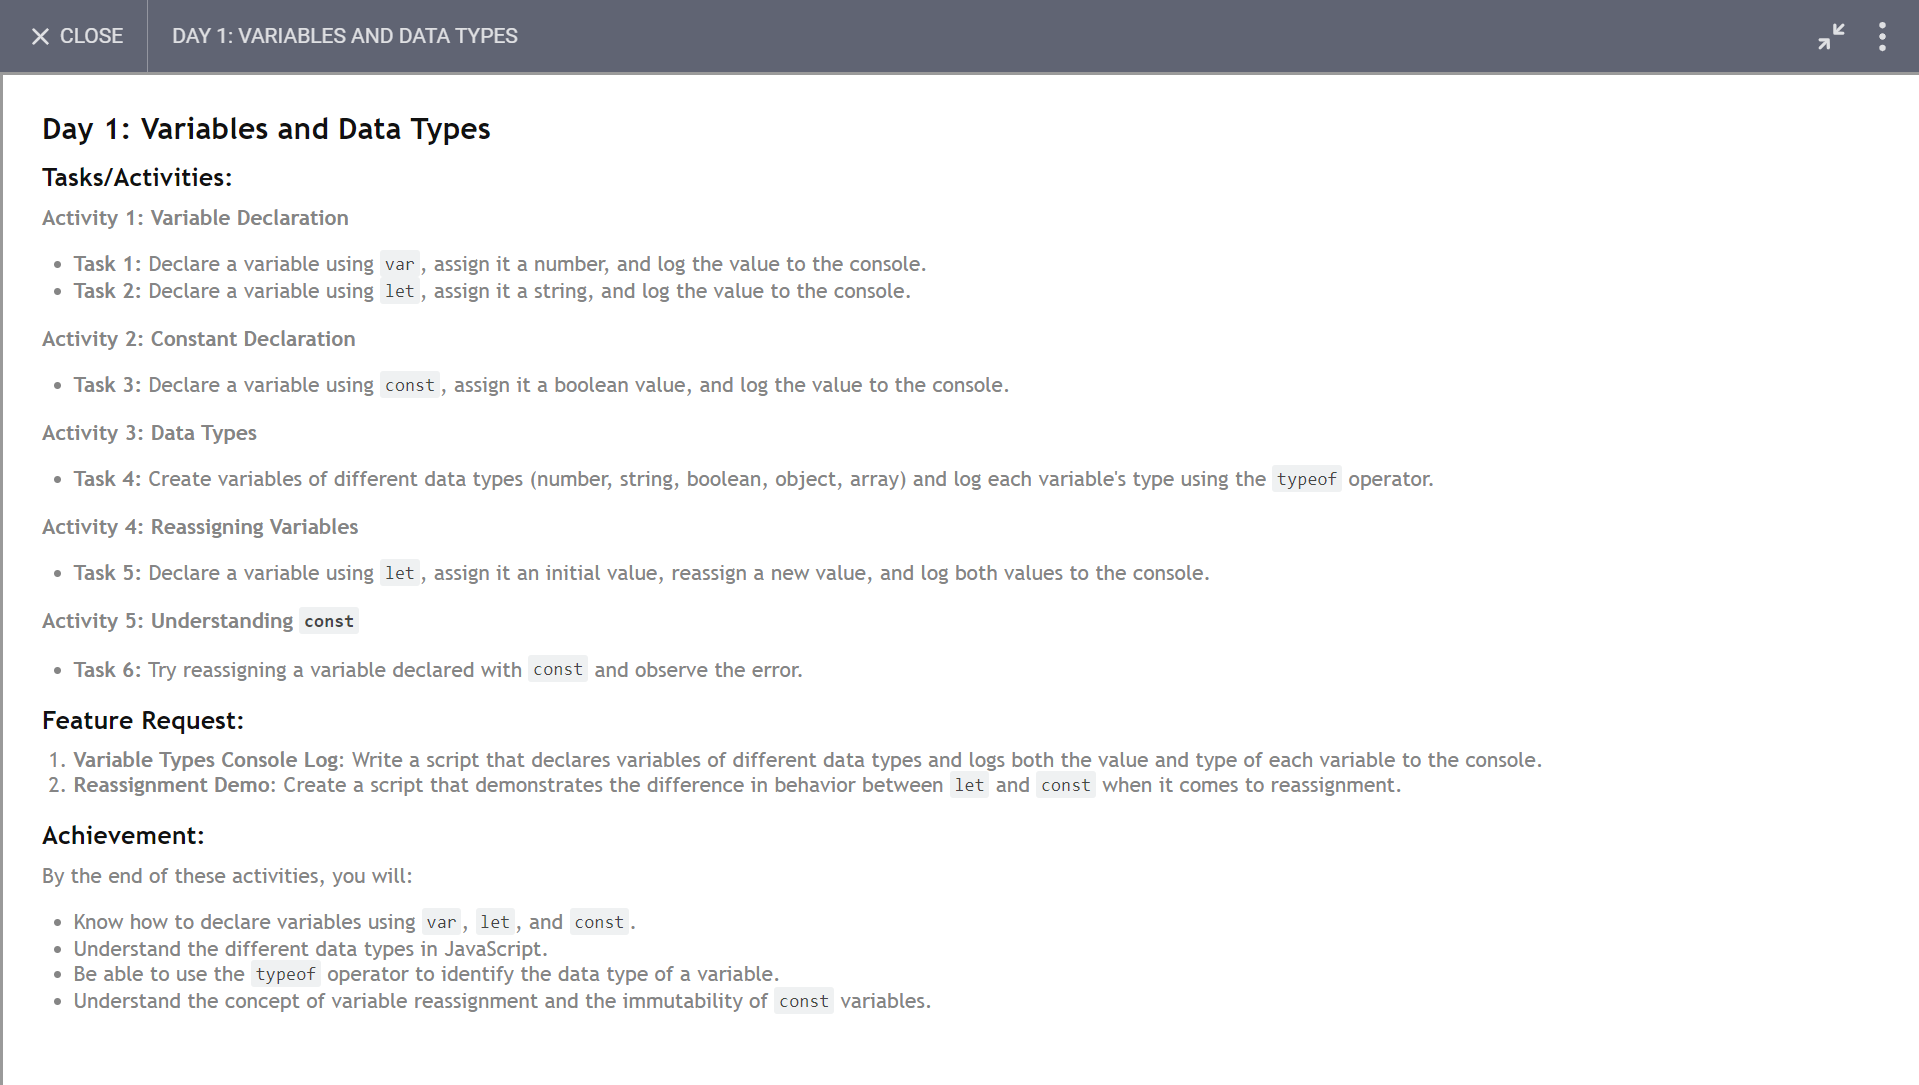 CLOSE
DAY 1: VARIABLES AND DATA TYPES
Day 1: Variables and Data Types
Tasks/Activities:
Activity 1: Variable Declaration
• Task 1: Declare a variable using var, assign it a number, and log the value to the console.
• Task 2: Declare a variable using let, assign it a string, and log the value to the console.
Activity 2: Constant Declaration
• Task 3: Declare a variable using const, assign it a boolean value, and log the value to the console.
Activity 3: Data Types
• Task 4: Create variables of different data types (number, string, boolean, object, array) and log each variable's type using the typeof operator.
Activity 4: Reassigning Variables
• Task 5: Declare a variable using let, assign it an initial value, reassign a new value, and log both values to the console.
Activity 5: Understanding const
• Task 6: Try reassigning a variable declared with const and observe the error.
Feature Request:
1. Variable Types Console Log: Write a script that declares variables of different data types and logs both the value and type of each variable to the console.
2. Reassignment Demo: Create a script that demonstrates the difference in behavior between let and const when it comes to reassignment.
Achievement:
By the end of these activities, you will:
• Know how to declare variables using var, let, and const.
• Understand the different data types in JavaScript.
• Be able to use the typeof operator to identify the data type of a variable.
• Understand the concept of variable reassignment and the immutability of const variables.